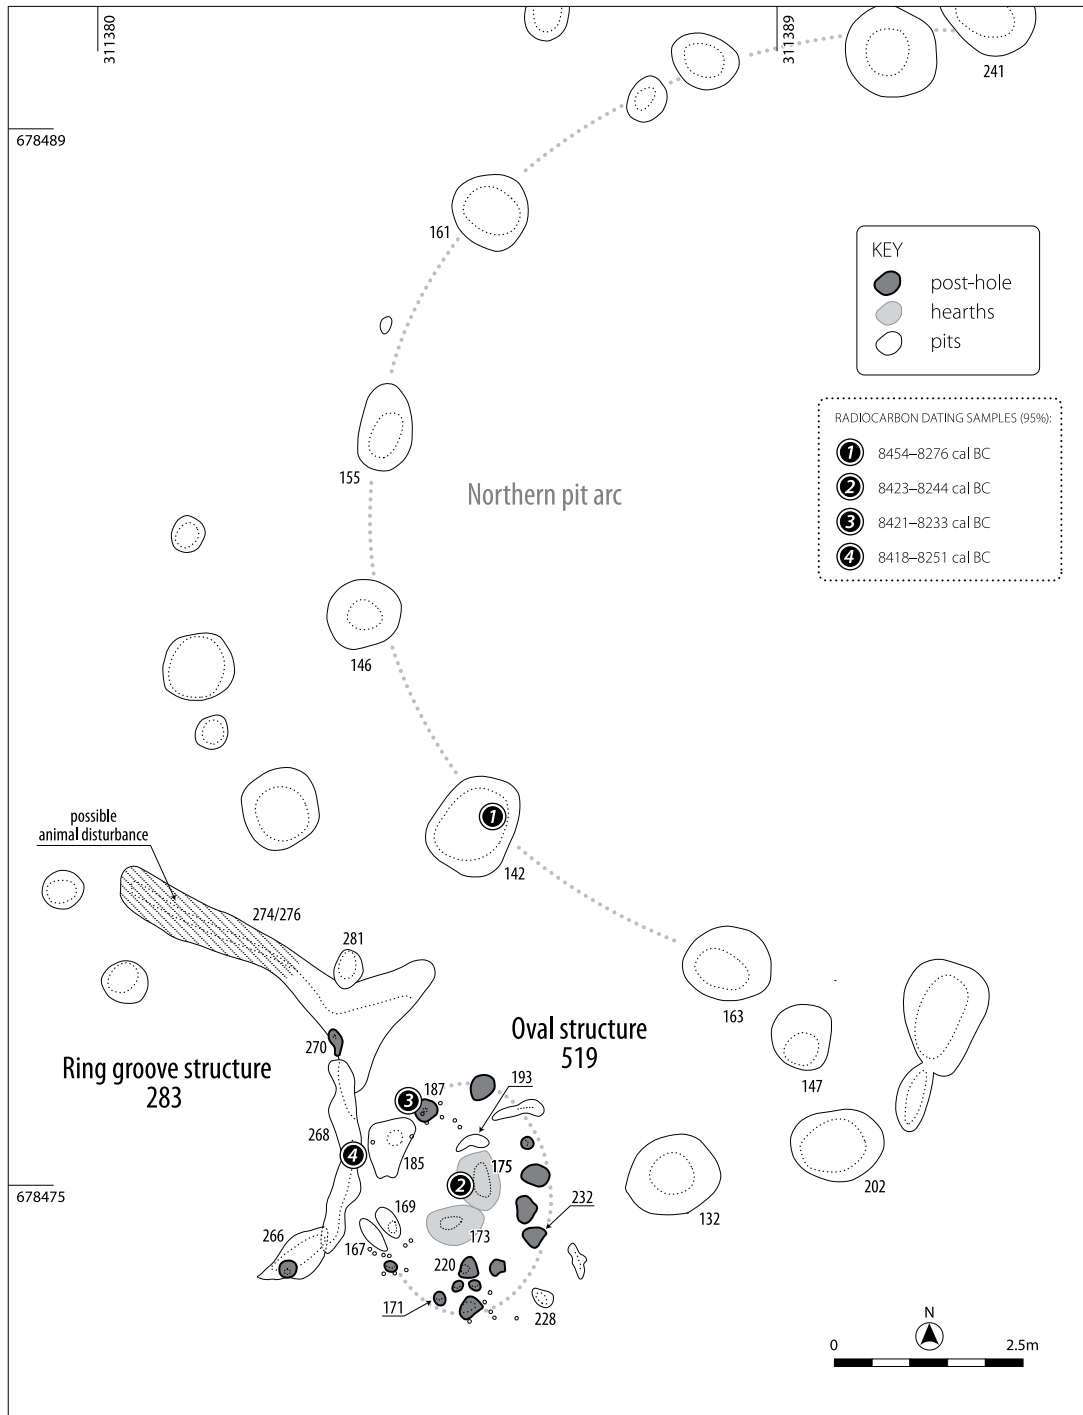 311380
311389
241
678489
161
KEY
post-hole
hearths
pits
RADIOCARBON DATING SAMPLES (95%):
1 8454–8276 cal BC
2 8423–8244 cal BC
3 8421–8233 cal BC
4 8418–8251 cal BC
155
Northern pit arc
146
possible
animal disturbance
1
142
274/276
281
163
Oval structure
519
270
Ring groove structure
283
147
193
187
3
268
4
185
175
2
678475
202
132
232
169
173
266
167
220
171
228
N
0
2.5m